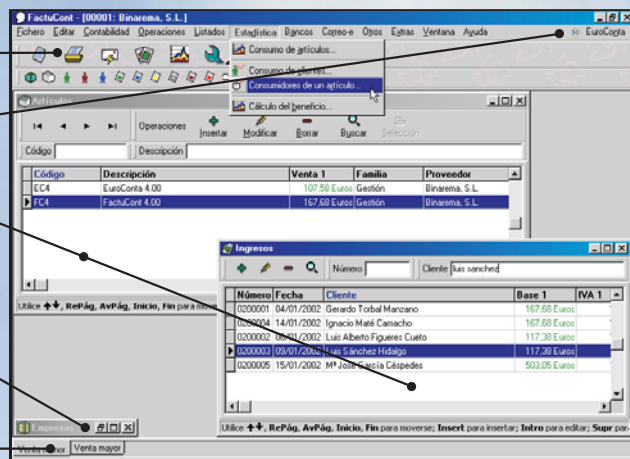 FactuCont - [00001: Binarema, S.L.]
Fichero Editar Contabilidad Operaciones Listados Estadística Bancos Correo-e Otros Extras Ventana Ayuda EuroConta
Consumo de artículos...
Consumo de clientes...
Consumidores de un artículo...
Cálculo del beneficio...
Artículos
Operaciones Insertar Modificar Borrar Buscar Selección
Código Descripción
Código Descripción Venta 1 Familia Proveedor
EC4 EuroConta 4.00 107,58 Euros Gestión Binarema, S.L.
FC4 FactuCont 4.00 167,68 Euros Gestión Binarema, S.L.
Utilice ↑↓, RePág, AvPág, Inicio, Fin para move
Ingresos
Número Cliente luis sanchez
Número Fecha Cliente Base 1 IVA 1
0200001 04/01/2002 Gerardo Torbal Manzano 167,68 Euros
0200004 14/01/2002 Ignacio Maté Camacho 167,68 Euros
0200002 Luis Alberto Figueres Cueto 117,38 Euros
0200003 09/01/2002 Luis Sánchez Hidalgo 117,38 Euros
0200005 15/01/2002 Mª José García Céspedes 503,05 Euros
Utilice ↑↓, RePág, AvPág, Inicio, Fin para moverse; Insert para insertar; Intro para editar; Supr par
Empresas
Venta menor Venta mayor